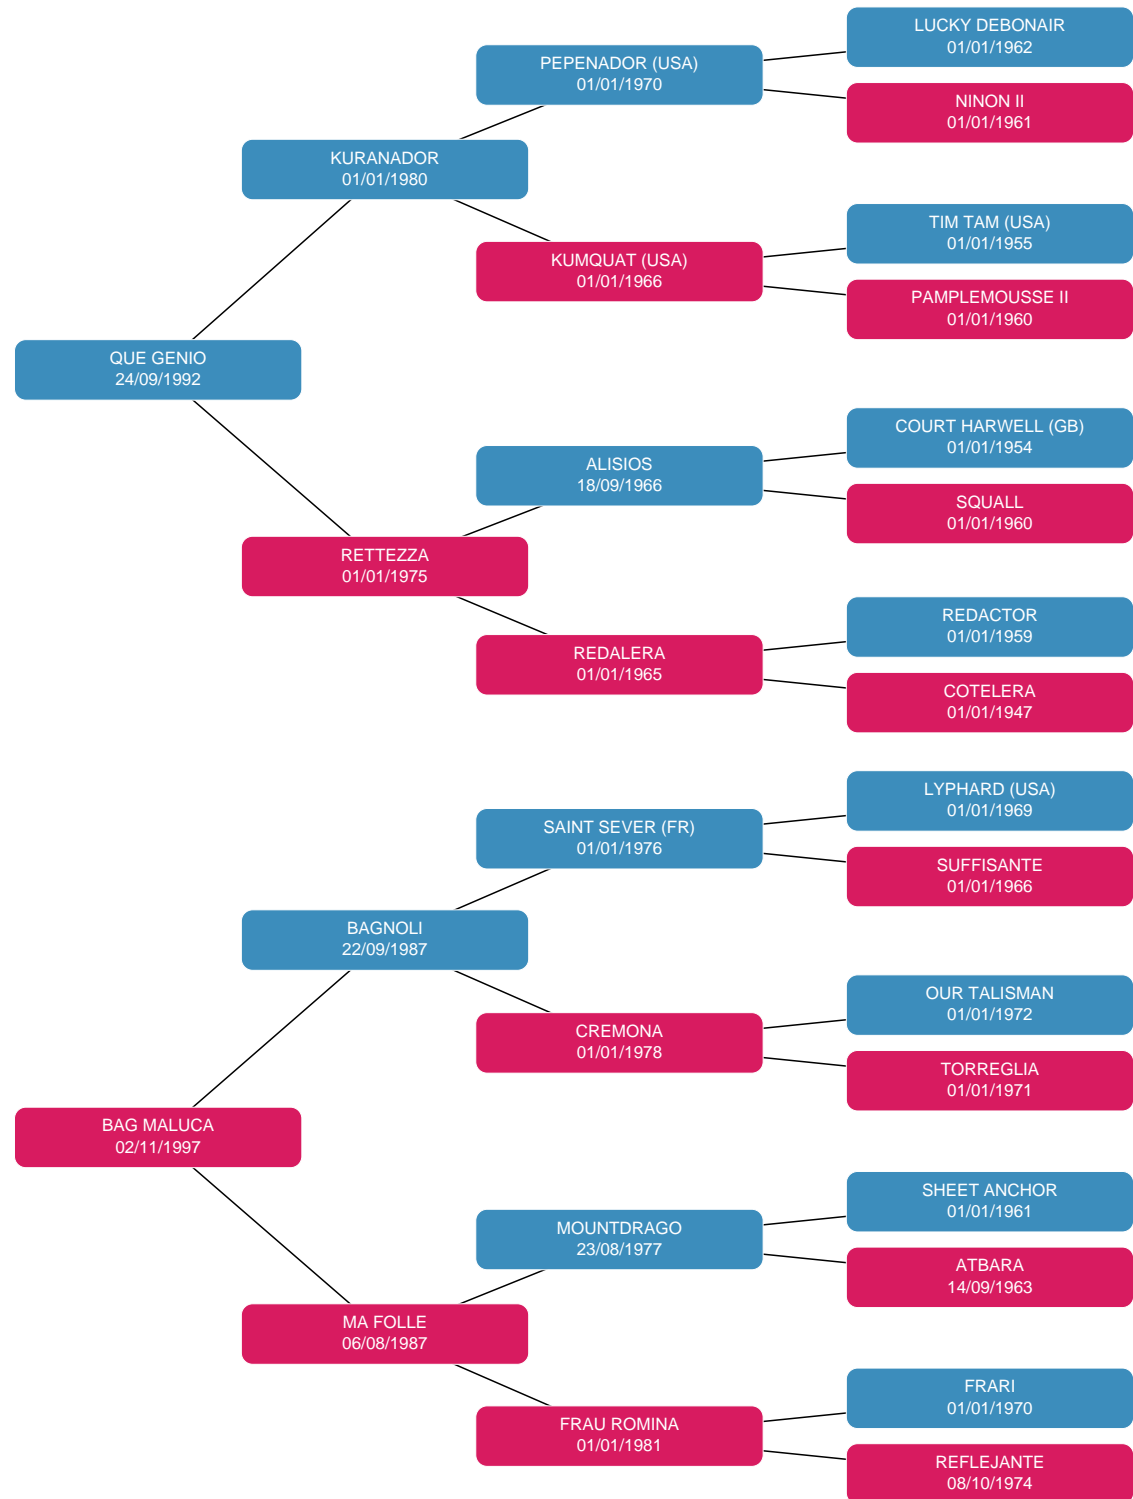 LUCKY DEBONAIR
01/01/1962
PEPENADOR (USA)
01/01/1970
NINON II
01/01/1961
KURANADOR
01/01/1980
TIM TAM (USA)
01/01/1955
KUMQUAT (USA)
01/01/1966
PAMPLEMOUSSE II
01/01/1960
QUE GENIO
24/09/1992
COURT HARWELL (GB)
01/01/1954
ALISIOS
18/09/1966
SQUALL
01/01/1960
RETTEZZA
01/01/1975
REDACTOR
01/01/1959
REDALERA
01/01/1965
COTELERA
01/01/1947
LYPHARD (USA)
01/01/1969
SAINT SEVER (FR)
01/01/1976
SUFFISANTE
01/01/1966
BAGNOLI
22/09/1987
OUR TALISMAN
01/01/1972
CREMONA
01/01/1978
TORREGLIA
01/01/1971
BAG MALUCA
02/11/1997
SHEET ANCHOR
01/01/1961
MOUNTDRAGO
23/08/1977
ATBARA
14/09/1963
MA FOLLE
06/08/1987
FRARI
01/01/1970
FRAU ROMINA
01/01/1981
REFLEJANTE
08/10/1974